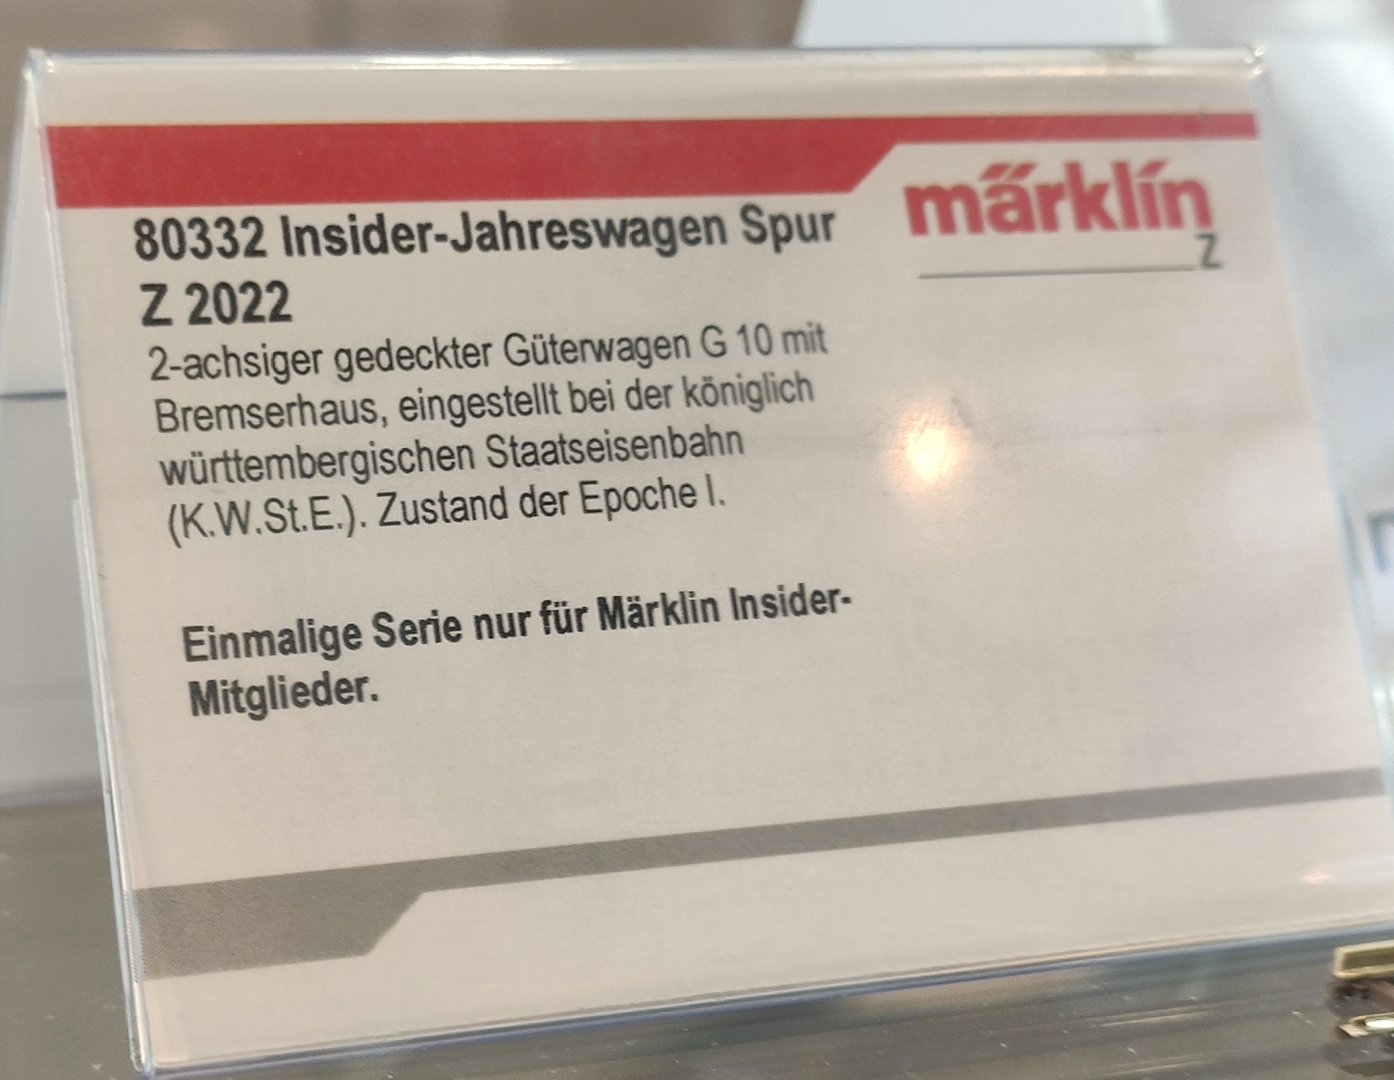 märklín
Z
80332 Insider-Jahreswagen Spur
Z 2022
2-achsiger gedeckter Güterwagen G 10 mit
Bremserhaus, eingestellt bei der königlich
württembergischen Staatseisenbahn
(K.W.St.E.). Zustand der Epoche I.
Einmalige Serie nur für Märklin Insider-
Mitglieder.